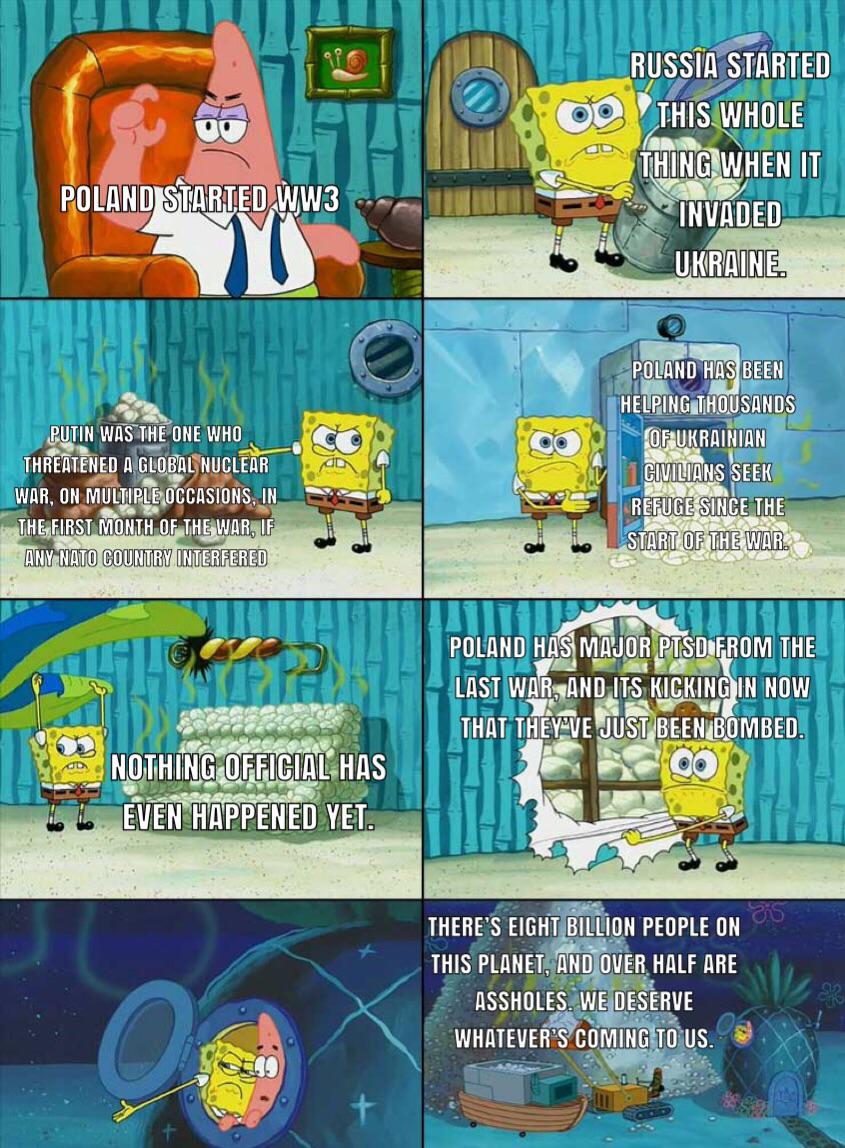 POLAND STARTED WW3
RUSSIA STARTED
THIS WHOLE
THING WHEN IT
INVADED
UKRAINE.
PUTIN WAS THE ONE WHO
THREATENED A GLOBAL NUCLEAR
WAR, ON MULTIPLE OCCASIONS, IN
THE FIRST MONTH OF THE WAR, IF
ANY NATO COUNTRY INTERFERED
POLAND HAS BEEN
HELPING THOUSANDS
OF UKRAINIAN
CIVILIANS SEEK
REFUGE SINCE THE
START OF THE WAR.
NOTHING OFFICIAL HAS
EVEN HAPPENED YET.
POLAND HAS MAJOR PTSD FROM THE
LAST WAR, AND ITS KICKING IN NOW
THAT THEY'VE JUST BEEN BOMBED.
THERE'S EIGHT BILLION PEOPLE ON
THIS PLANET, AND OVER HALF ARE
ASSHOLES. WE DESERVE
WHATEVER'S COMING TO US.